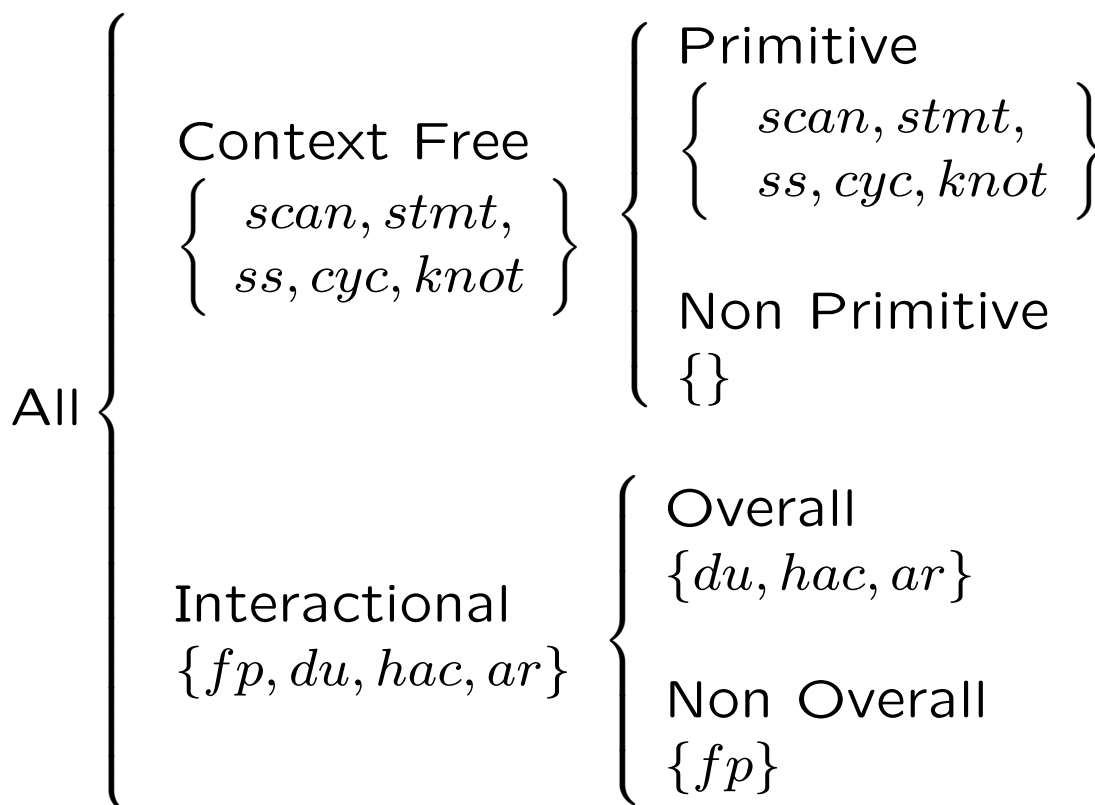 All
Context Free
{ scan, stmt,
ss, cyc, knot }
Primitive
{ scan, stmt,
ss, cyc, knot }
Non Primitive
{}
Interactional
{fp, du, hac, ar}
Overall
{du, hac, ar}
Non Overall
{fp}